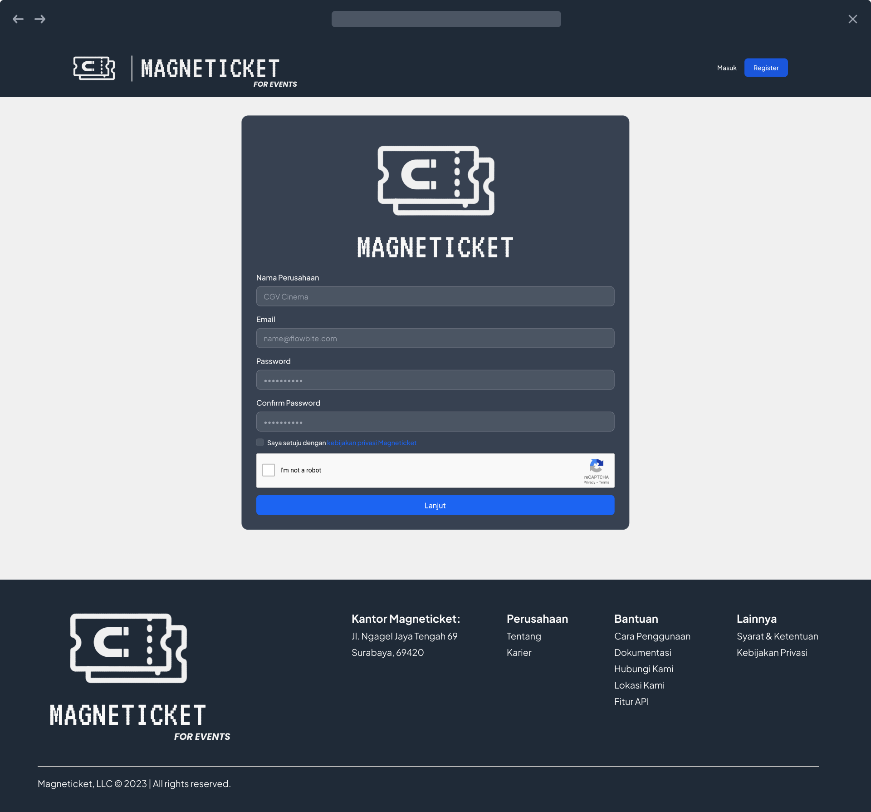 MAGNETICKET
FOR EVENTS
Masuk
Register
MAGNETICKET
Nama Perusahaan
CGV Cinema
Email
name@flowbite.com
Password
Confirm Password
Saya setuju dengan kebijakan privasi Magneticket
I'm not a robot
reCAPTCHA
Privacy - Terms
Lanjut
MAGNETICKET
FOR EVENTS
Kantor Magneticket:
Jl. Ngagel Jaya Tengah 69
Surabaya, 69420
Perusahaan
Tentang
Karier
Bantuan
Cara Penggunaan
Dokumentasi
Hubungi Kami
Lokasi Kami
Fitur API
Lainnya
Syarat & Ketentuan
Kebijakan Privasi
Magneticket, LLC © 2023 | All rights reserved.